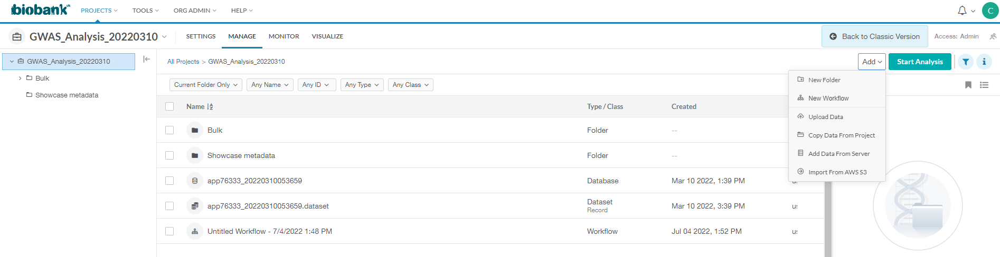 biobank uk PROJECTS TOOLS ORG ADMIN HELP C
GWAS_Analysis_20220310 SETTINGS MANAGE MONITOR VISUALIZE Back to Classic Version Access: Admin
GWAS_Analysis_20220310
Bulk
Showcase metadata
All Projects > GWAS_Analysis_20220310 Add Start Analysis
Current Folder Only Any Name Any ID Any Type Any Class
Name Type / Class Created
Bulk Folder --
Showcase metadata Folder --
app76333_20220310053659 Database Mar 10 2022, 1:39 PM
app76333_20220310053659.dataset Dataset Mar 10 2022, 3:39 PM
Record
Untitled Workflow - 7/4/2022 1:48 PM Workflow Jul 04 2022, 1:52 PM
New Folder
New Workflow
Upload Data
Copy Data From Project
Add Data From Server
Import From AWS S3